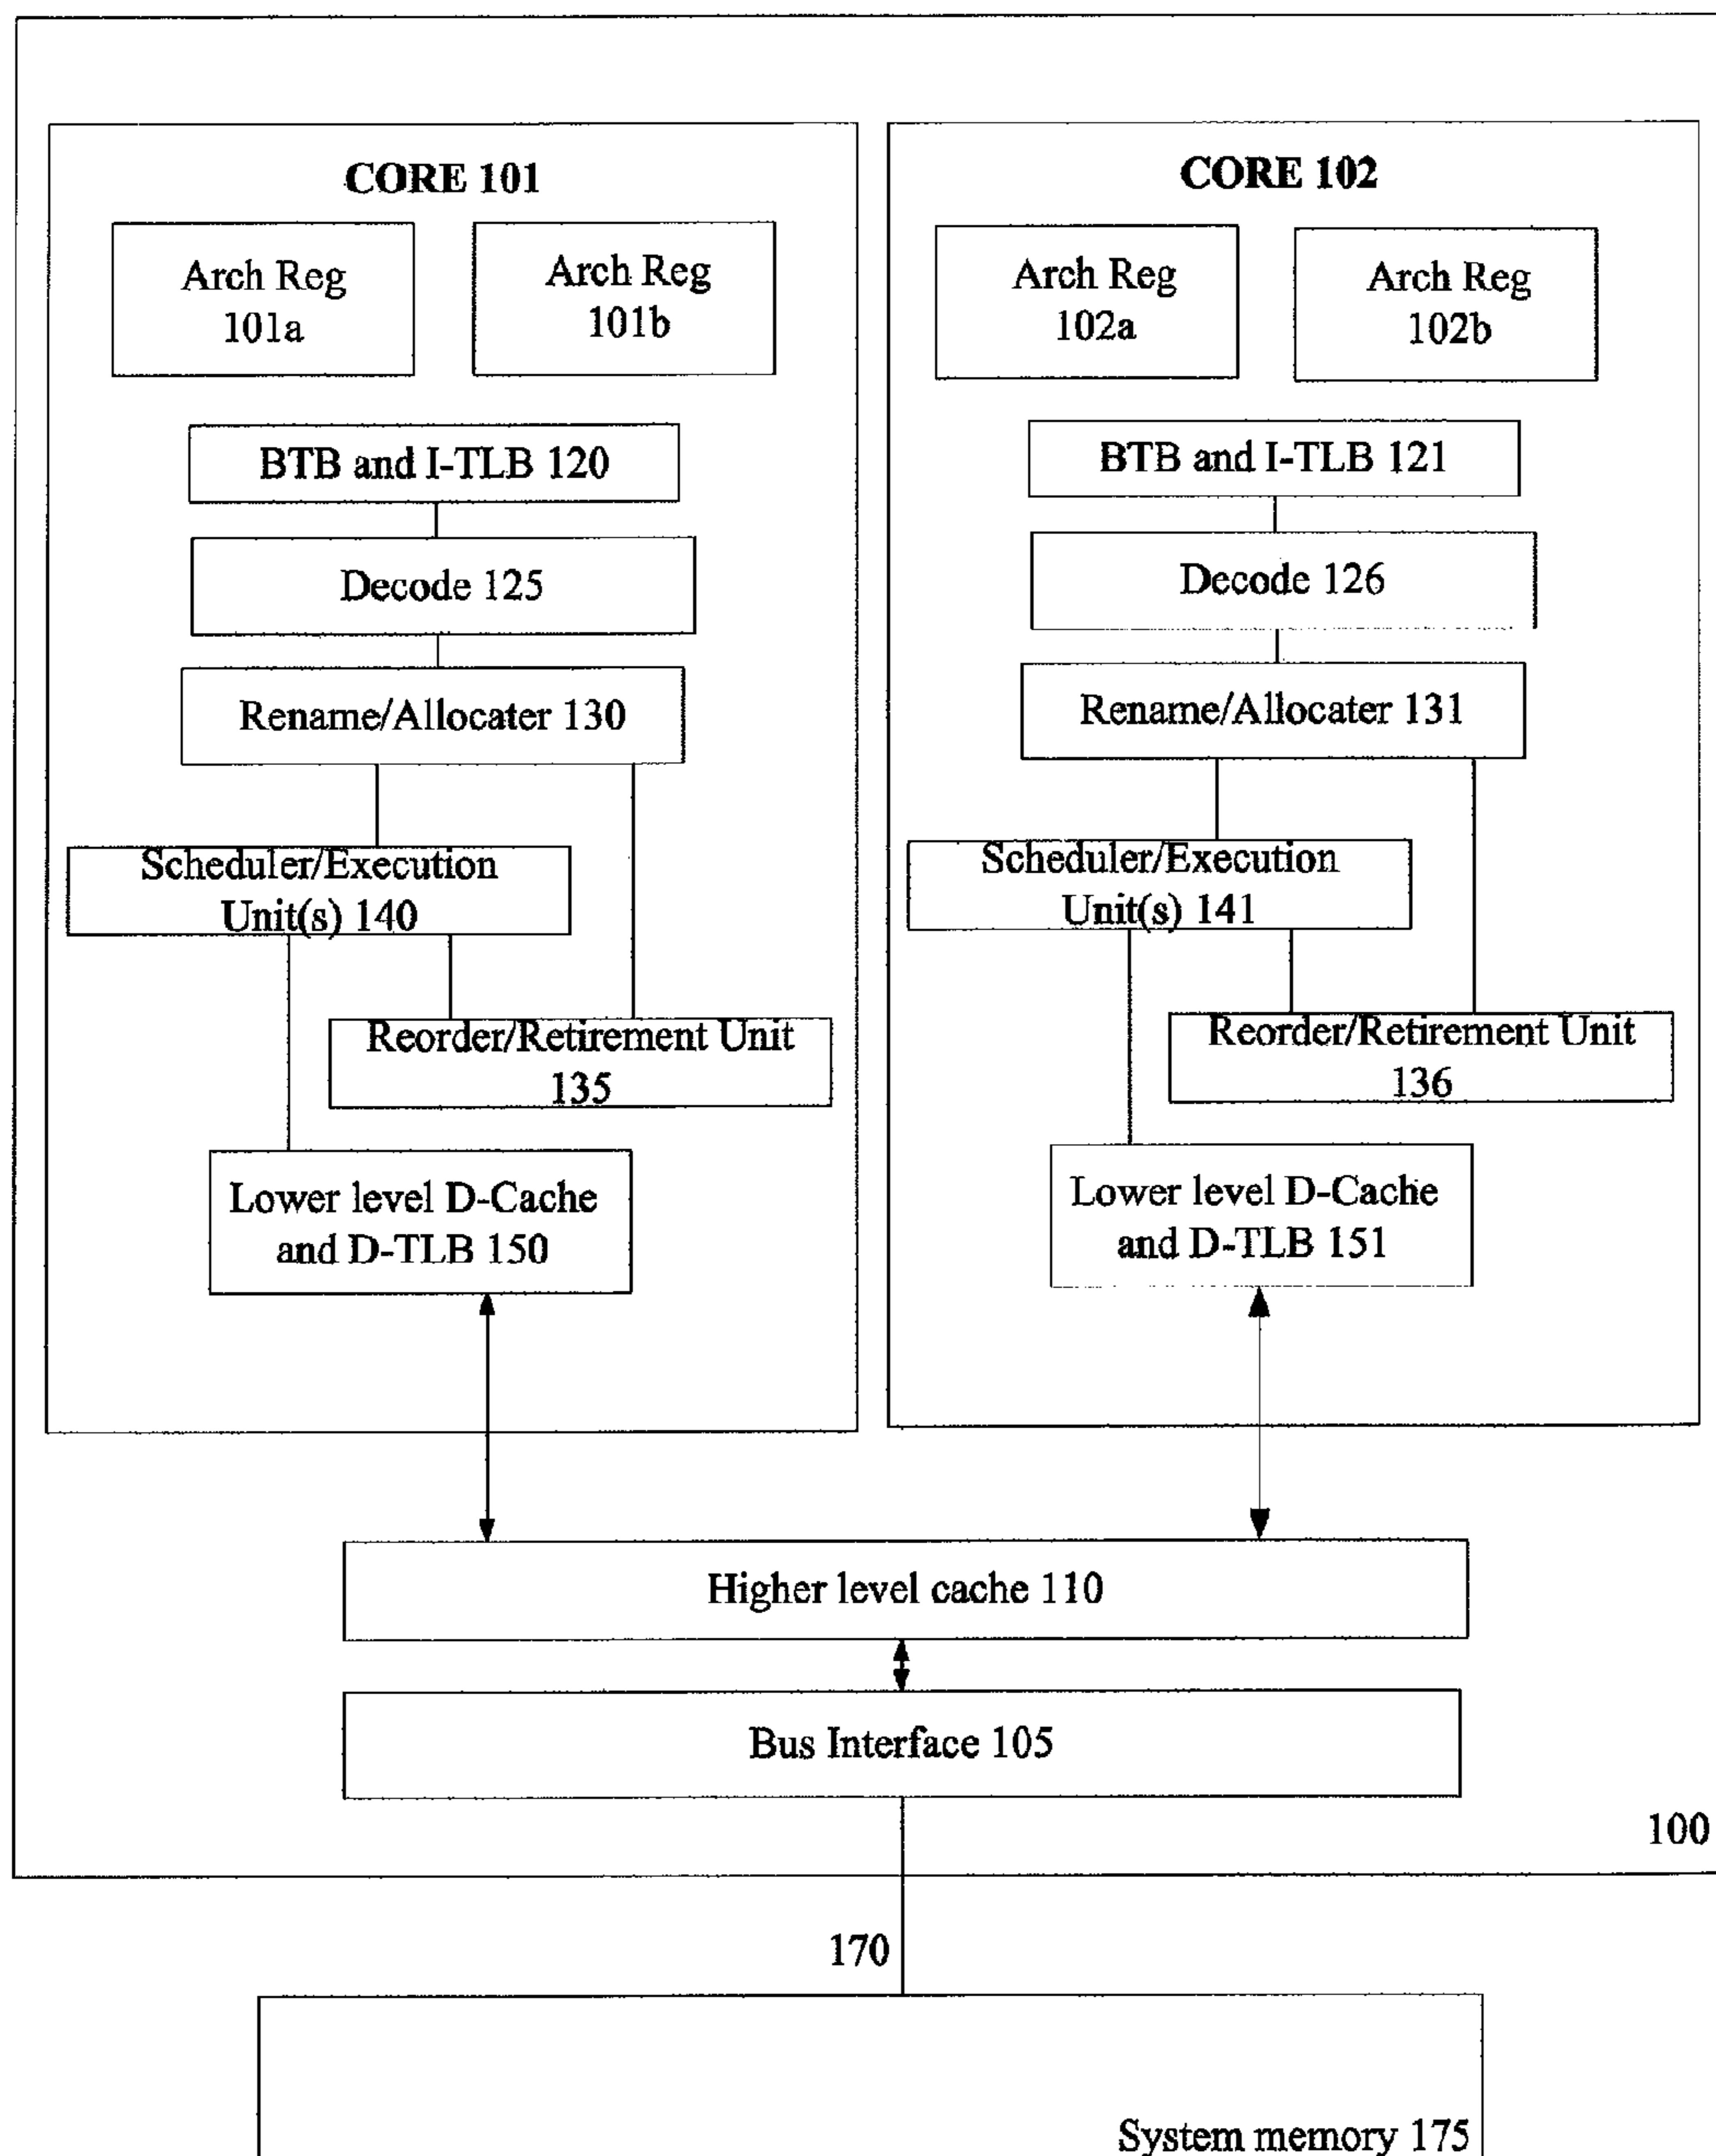 CORE 101
Arch Reg
101a
Arch Reg
101b
BTB and I-TLB 120
Decode 125
Rename/Allocater 130
Scheduler/Execution
Unit(s) 140
Reorder/Retirement Unit
135
Lower level D-Cache
and D-TLB 150
CORE 102
Arch Reg
102a
Arch Reg
102b
BTB and I-TLB 121
Decode 126
Rename/Allocater 131
Scheduler/Execution
Unit(s) 141
Reorder/Retirement Unit
136
Lower level D-Cache
and D-TLB 151
Higher level cache 110
Bus Interface 105
100
170
System memory 175